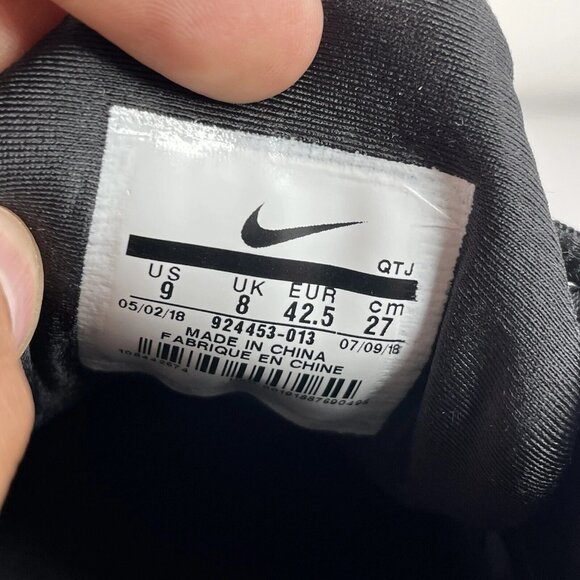 QTJ
US UK EUR cm
9 8 42.5 27
05/02/18 924453-013 07/09/18
MADE IN CHINA
FABRIQUE EN CHINE